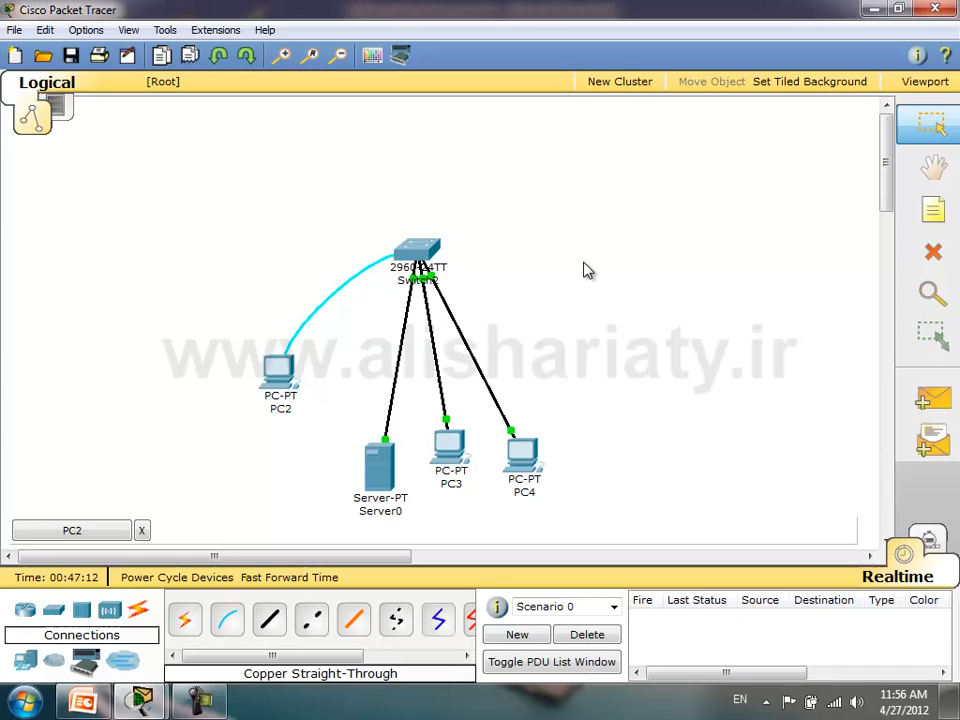 Cisco Packet Tracer
File Edit Options View Tools Extensions Help
Logical
[Root]
New Cluster
Move Object
Set Tiled Background
Viewport
2960-24TT
Switch2
www.alishariaty.ir
PC-PT
PC2
PC-PT
PC3
PC-PT
PC4
Server-PT
Server0
PC2 X
Time: 00:47:12
Power Cycle Devices Fast Forward Time
Realtime
Connections
Copper Straight-Through
Scenario 0
New
Delete
Toggle PDU List Window
Fire Last Status Source Destination Type Color
EN
11:56 AM
4/27/2012